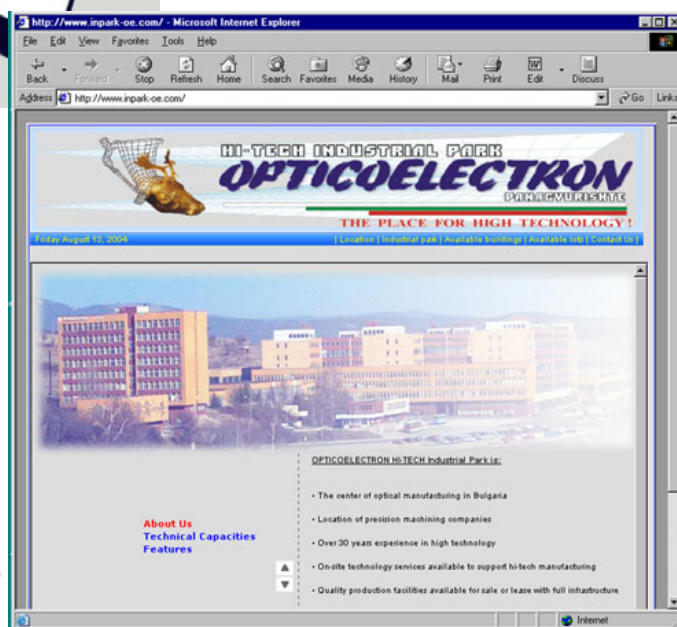 http://www.inpark-oe.com/ - Microsoft Internet Explorer
File Edit View Favorites Tools Help
Back Forward Stop Refresh Home Search Favorites Media History Mail Print Edit Discuss
Address http://www.inpark-oe.com/ Go Links
HI-TECH INDUSTRIAL PARK
OPTICOELECTRON
PANAGYURISHTE
THE PLACE FOR HIGH TECHNOLOGY!
Friday August 13, 2004 | Location | Industrial park | Available buildings | Available lots | Contact Us |
OPTICOELECTRON HI-TECH Industrial Park is:
• The center of optical manufacturing in Bulgaria
• Location of precision machining companies
• Over 30 years experience in high technology
• On-site technology services available to support hi-tech manufacturing
• Quality production facilities available for sale or lease with full infrastructure
About Us
Technical Capacities
Features
Internet